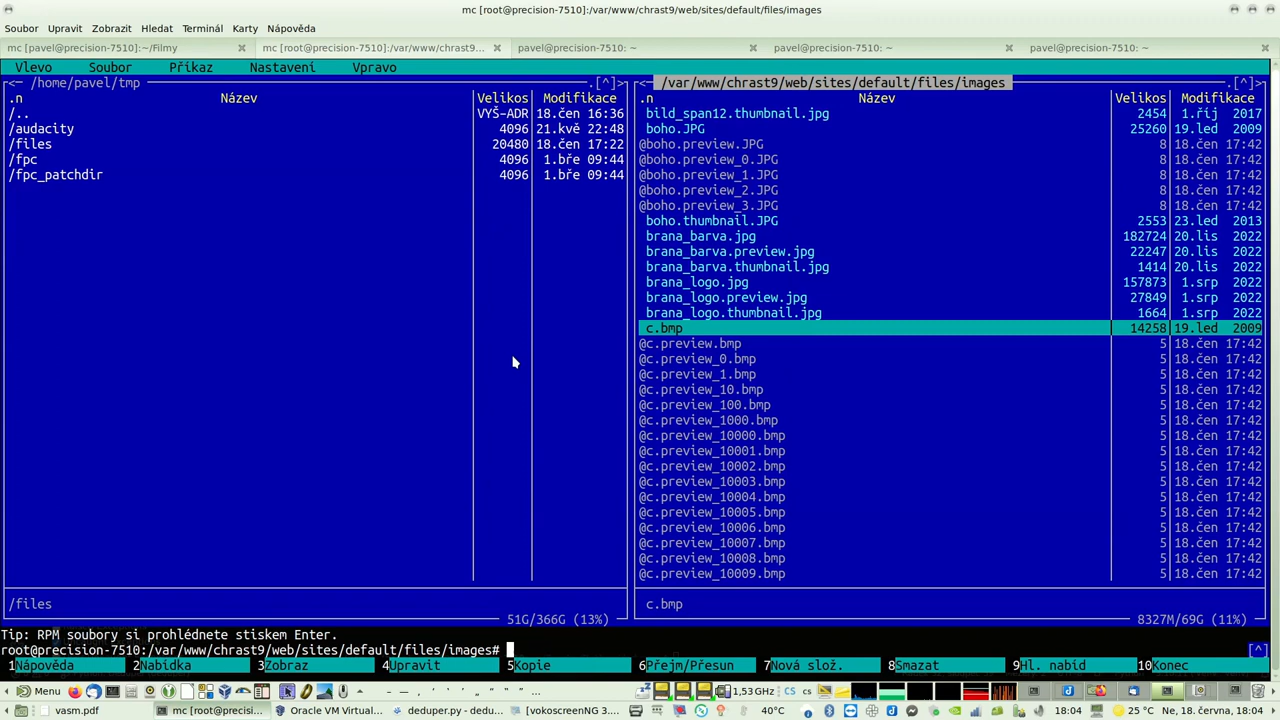 mc [root@precision-7510]:/var/www/chrast9/web/sites/default/files/images
Soubor Upravit Zobrazit Hledat Terminál Karty Nápověda
mc [pavel@precision-7510]:~/Filmy mc [root@precision-7510]:/var/www/chrast9... pavel@precision-7510: ~ pavel@precision-7510: ~ pavel@precision-7510: ~
Vlevo Soubor Příkaz Nastavení Vpravo
<─ /home/pavel/tmp .[^]> <─ /var/www/chrast9/web/sites/default/files/images .[^]>
.n Název Velikos Modifikace .n Název Velikos Modifikace
/.. VYŠ-ADR 18.čen 16:36 bild_span12.thumbnail.jpg 2454 1.říj 2017
/audacity 4096 21.kvě 22:48 boho.JPG 25260 19.led 2009
/files 20480 18.čen 17:22 @boho.preview.JPG 8 18.čen 17:42
/fpc 4096 1.bře 09:44 @boho.preview_0.JPG 8 18.čen 17:42
/fpc_patchdir 4096 1.bře 09:44 @boho.preview_1.JPG 8 18.čen 17:42
@boho.preview_2.JPG 8 18.čen 17:42
@boho.preview_3.JPG 8 18.čen 17:42
boho.thumbnail.JPG 2553 23.led 2013
brana_barva.jpg 182724 20.lis 2022
brana_barva.preview.jpg 22247 20.lis 2022
brana_barva.thumbnail.jpg 1414 20.lis 2022
brana_logo.jpg 157873 1.srp 2022
brana_logo.preview.jpg 27849 1.srp 2022
brana_logo.thumbnail.jpg 1664 1.srp 2022
c.bmp 14258 19.led 2009
@c.preview.bmp 5 18.čen 17:42
@c.preview_0.bmp 5 18.čen 17:42
@c.preview_1.bmp 5 18.čen 17:42
@c.preview_10.bmp 5 18.čen 17:42
@c.preview_100.bmp 5 18.čen 17:42
@c.preview_1000.bmp 5 18.čen 17:42
@c.preview_10000.bmp 5 18.čen 17:42
@c.preview_10001.bmp 5 18.čen 17:42
@c.preview_10002.bmp 5 18.čen 17:42
@c.preview_10003.bmp 5 18.čen 17:42
@c.preview_10004.bmp 5 18.čen 17:42
@c.preview_10005.bmp 5 18.čen 17:42
@c.preview_10006.bmp 5 18.čen 17:42
@c.preview_10007.bmp 5 18.čen 17:42
@c.preview_10008.bmp 5 18.čen 17:42
@c.preview_10009.bmp 5 18.čen 17:42
/files c.bmp
51G/366G (13%) 8327M/69G (11%)
Tip: RPM soubory si prohlédnete stiskem Enter.
root@precision-7510:/var/www/chrast9/web/sites/default/files/images# [^]
1Nápověda 2Nabídka 3Zobraz 4Upravit 5Kopie 6Přejm/Přesun 7Nová slož. 8Smazat 9Hl. nabíd 10Konec
Menu 1,53GHz CS cs
vasm.pdf mc [root@precision-751... Oracle VM Virtual... deduper.py - dedu... [vokoscreenNG 3.... 40°C 18:04 25 °C Ne, 18. června, 18:04